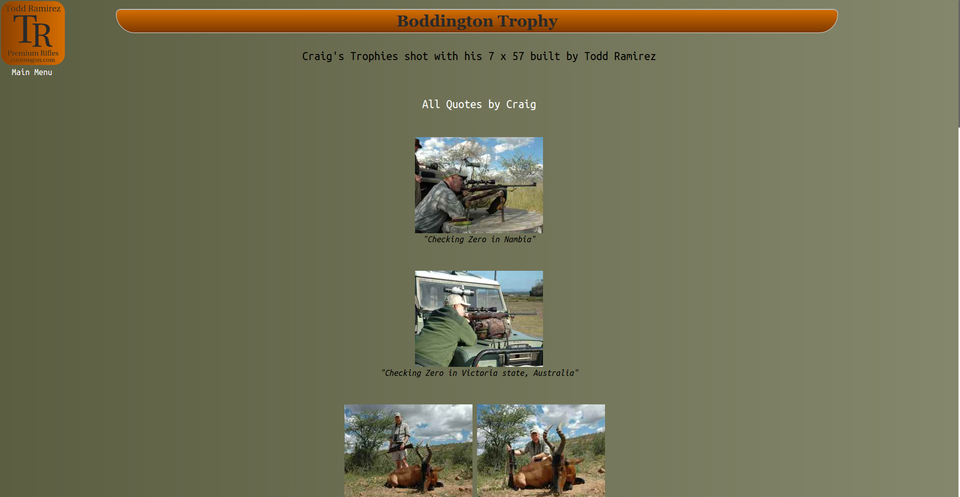 Todd Ramirez
TR
Premium Rifles
Main Menu
Boddington Trophy
Craig's Trophies shot with his 7 x 57 built by Todd Ramirez
All Quotes by Craig
"Checking Zero in Nambia"
"Checking Zero in Victoria state, Australia"